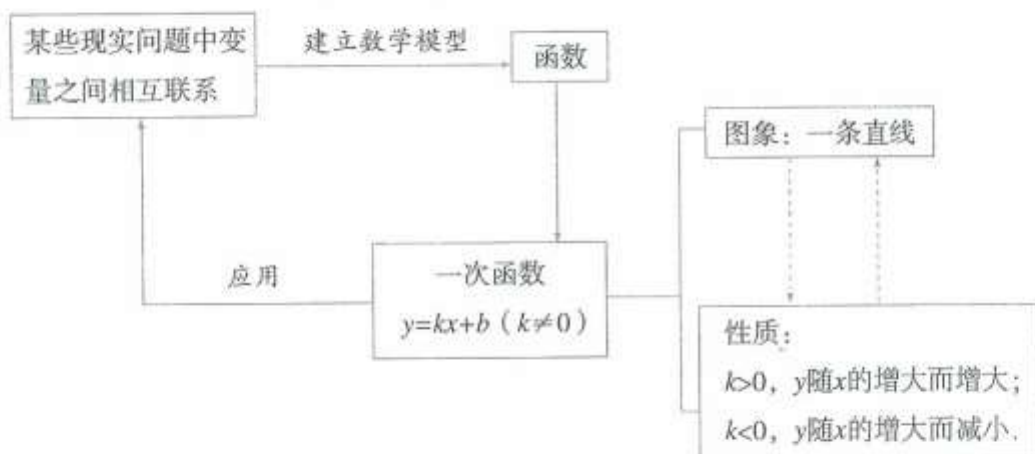 某些现实问题中变
量之间相互联系
建立数学模型
函数
图象：一条直线
应用
一次函数
y=kx+b（k≠0）
性质：
k>0，y随x的增大而增大；
k<0，y随x的增大而减小.